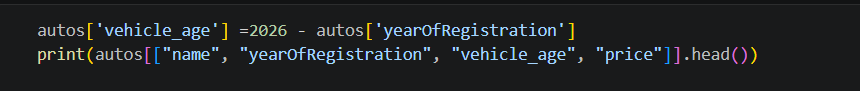 autos['vehicle_age'] =2026 - autos['yearOfRegistration']
print(autos[["name", "yearOfRegistration", "vehicle_age", "price"]].head())